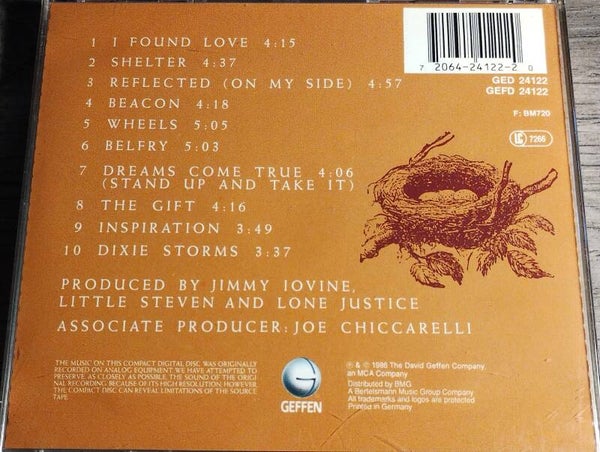 1 I FOUND LOVE 4:15
2 SHELTER 4:37
3 REFLECTED (ON MY SIDE) 4:57
4 BEACON 4:18
5 WHEELS 5:05
6 BELFRY 5:03
7 DREAMS COME TRUE 4:06
(STAND UP AND TAKE IT)
8 THE GIFT 4:16
9 INSPIRATION 3:49
10 DIXIE STORMS 3:37
7 2064-24122-2 0
GED 24122
GEFD 24122
F: BM720
LC 7266
PRODUCED BY JIMMY IOVINE,
LITTLE STEVEN AND LONE JUSTICE
ASSOCIATE PRODUCER: JOE CHICCARELLI
THE MUSIC ON THIS COMPACT DIGITAL DISC WAS ORIGINALLY
RECORDED ON ANALOG EQUIPMENT. WE HAVE ATTEMPTED TO
PRESERVE, AS CLOSELY AS POSSIBLE, THE SOUND OF THE ORIGI
NAL RECORDING. BECAUSE OF ITS HIGH RESOLUTION, HOWEVER,
THE COMPACT DISC CAN REVEAL LIMITATIONS OF THE SOURCE
TAPE.
G
GEFFEN
℗ & © 1986 The David Geffen Company,
an MCA Company
Distributed by BMG
A Bertelsmann Music Group Company
All trademarks and logos are protected
Printed in Germany